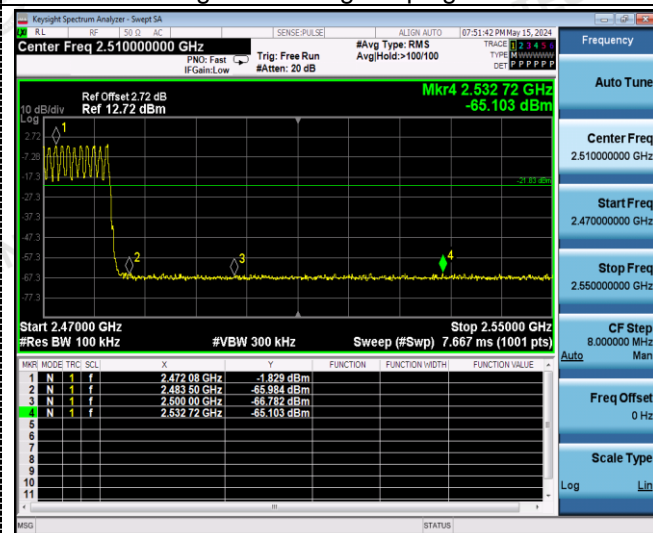 Keysight Spectrum Analyzer - Swept SA
RL RF 50 Ω AC SENSE:PULSE ALIGN AUTO 07:51:42 PM May 15, 2024
Center Freq 2.510000000 GHz
PNO: Fast
IFGain:Low
Trig: Free Run
#Atten: 20 dB
#Avg Type: RMS
Avg|Hold:>100/100
TRACE 1 2 3 4 5 6
TYPE M WWWWW
DET P P P P P P
Frequency
Auto Tune
Center Freq
2.510000000 GHz
Start Freq
2.470000000 GHz
Stop Freq
2.550000000 GHz
CF Step
8.000000 MHz
Auto Man
Freq Offset
0 Hz
Scale Type
Log Lin
Ref Offset 2.72 dB
10 dB/div Ref 12.72 dBm
Log
Mkr4 2.532 72 GHz
-65.103 dBm
2.72
-7.28
-17.3
-27.3
-37.3
-47.3
-57.3
-67.3
-77.3
1
2
3
4
-21.83 dBm
Start 2.47000 GHz Stop 2.55000 GHz
#Res BW 100 kHz #VBW 300 kHz Sweep (#Swp) 7.667 ms (1001 pts)
MKR MODE TRC SCL X Y FUNCTION FUNCTION WIDTH FUNCTION VALUE
1 N 1 f 2.472 08 GHz -1.829 dBm
2 N 1 f 2.483 50 GHz -65.984 dBm
3 N 1 f 2.500 00 GHz -66.782 dBm
4 N 1 f 2.532 72 GHz -65.103 dBm
5
6
7
8
9
10
11
MSG STATUS